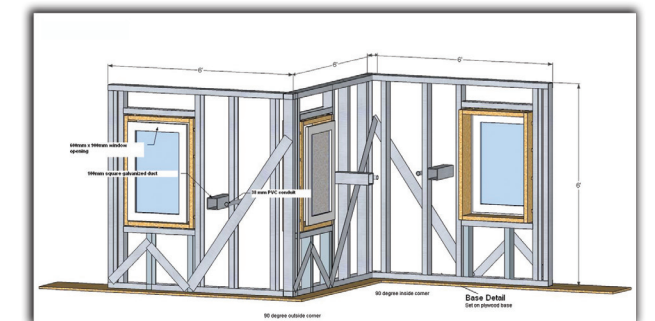 6'
6'
6'
600mm x 900mm window
opening
6'
100mm square galvanized duct
38 mm PVC conduit
90 degree inside corner
Base Detail
Set on plywood base
90 degree outside corner